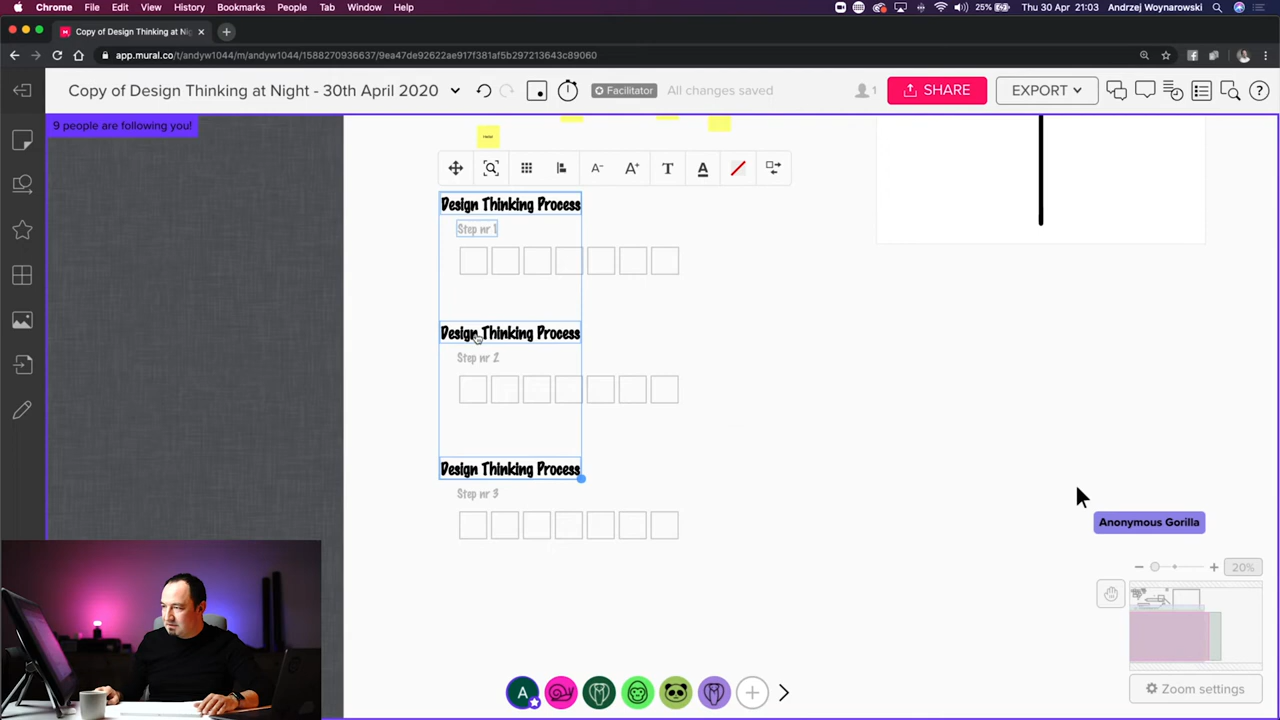 Chrome File Edit View History Bookmarks People Tab Window Help
25% Thu 30 Apr 21:03 Andrzej Woynarowski
Copy of Design Thinking at Ni
app.mural.co/t/andyw1044/m/andyw1044/1588270936637/9ea47de92622ae917f381af5b297213643c89060
Copy of Design Thinking at Night - 30th April 2020
Facilitator
All changes saved
1
SHARE
EXPORT
9 people are following you!
A- A+ T A
Design Thinking Process
Step nr 1
Design Thinking Process
Step nr 2
Design Thinking Process
Step nr 3
Anonymous Gorilla
20%
Zoom settings
A